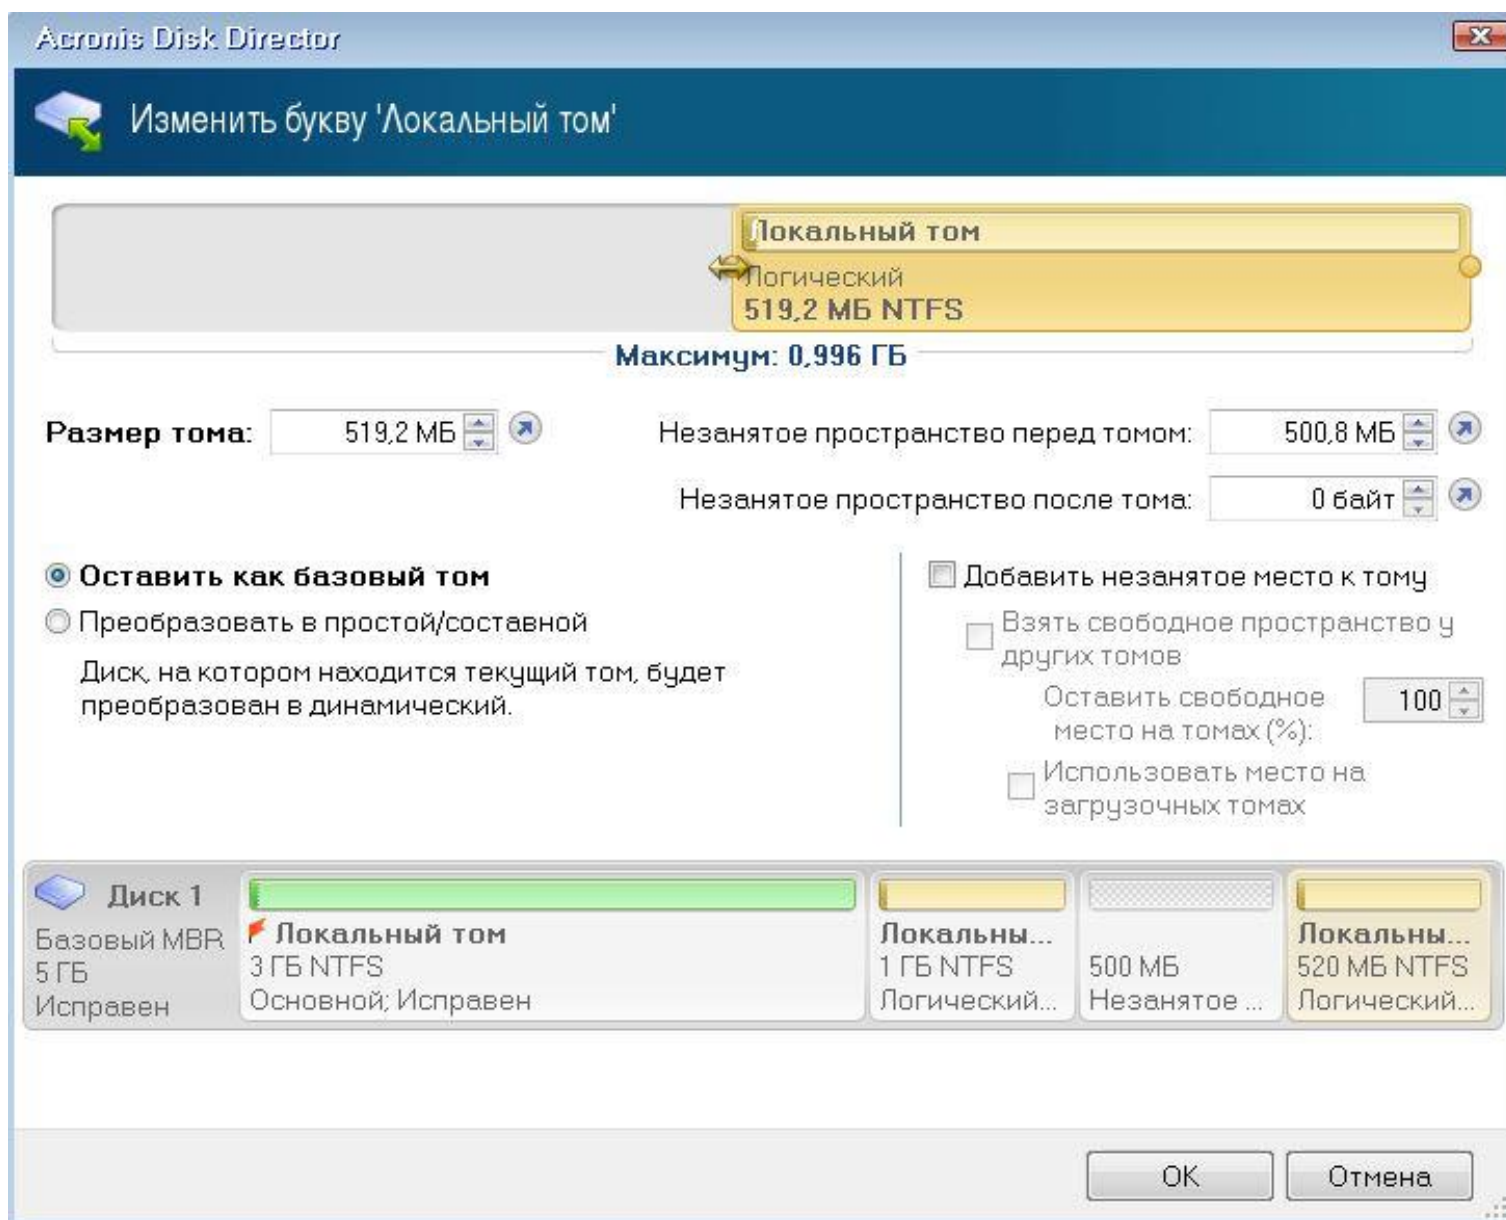 Acronis Disk Director
Изменить букву 'Локальный том'
Локальный том
Логический
519,2 МБ NTFS
Максимум: 0,996 ГБ
Размер тома: 519,2 МБ
Незанятое пространство перед томом: 500,8 МБ
Незанятое пространство после тома: 0 байт
Оставить как базовый том
Преобразовать в простой/составной
Диск, на котором находится текущий том, будет
преобразован в динамический.
Добавить незанятое место к тому
Взять свободное пространство у
других томов
Оставить свободное
место на томах (%):
100
Использовать место на
загрузочных томах
Диск 1
Базовый MBR
5 ГБ
Исправен
Локальный том
3 ГБ NTFS
Основной; Исправен
Локальны...
1 ГБ NTFS
Логический...
500 МБ
Незанятое ...
Локальны...
520 МБ NTFS
Логический...
OK
Отмена